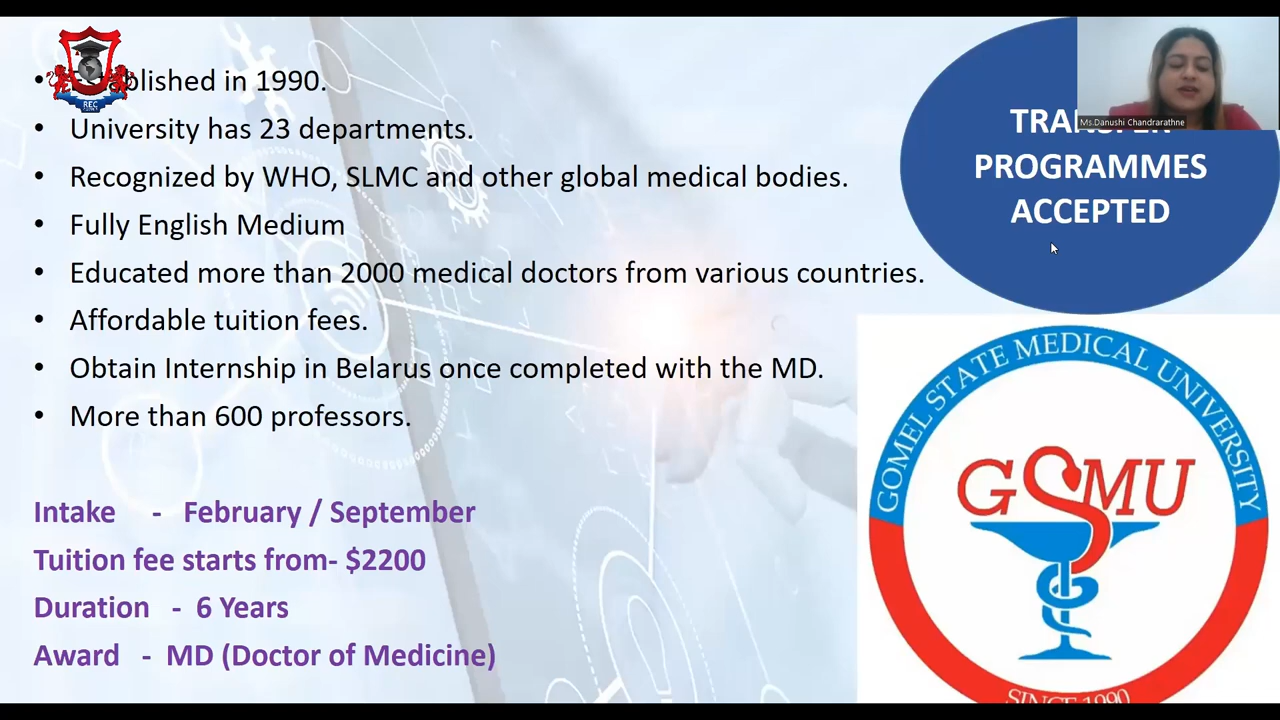 REC
CAMPUS
blished in 1990.
University has 23 departments.
Recognized by WHO, SLMC and other global medical bodies.
Fully English Medium
Educated more than 2000 medical doctors from various countries.
Affordable tuition fees.
Obtain Internship in Belarus once completed with the MD.
More than 600 professors.
Intake - February / September
Tuition fee starts from- $2200
Duration - 6 Years
Award - MD (Doctor of Medicine)
Ms.Danushi Chandrarathne
TRANSFER
PROGRAMMES
ACCEPTED
GOMEL STATE MEDICAL UNIVERSITY
GSMU
SINCE 1990